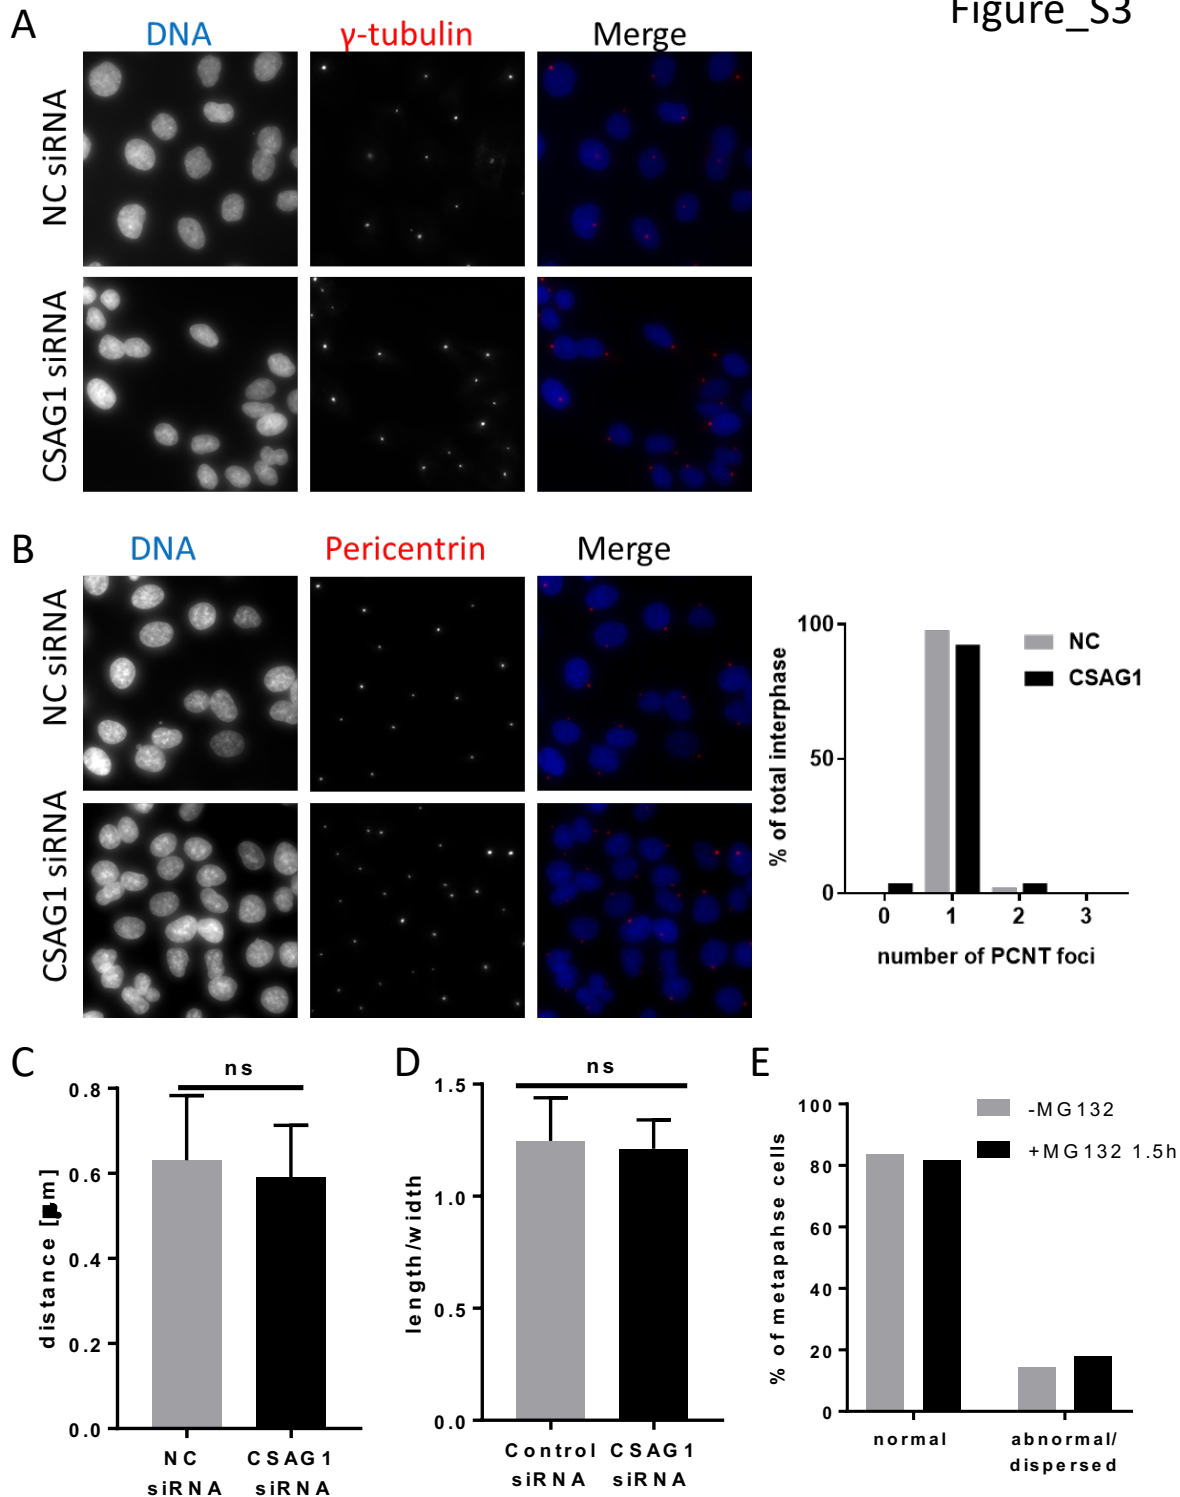 Figure_S3
A
DNA γ-tubulin Merge
NC siRNA
CSAG1 siRNA
B
DNA Pericentrin Merge
NC siRNA
CSAG1 siRNA
% of total interphase
100
50
0
NC
CSAG1
0 1 2 3
number of PCNT foci
C
ns
distance [μm]
0.8
0.6
0.4
0.2
0.0
NC CSAG1
siRNA siRNA
D
ns
length/width
1.5
1.0
0.5
0.0
Control CSAG1
siRNA siRNA
E
-MG132
+MG132 1.5h
% of metapahse cells
100
80
60
40
20
0
normal abnormal/
dispersed